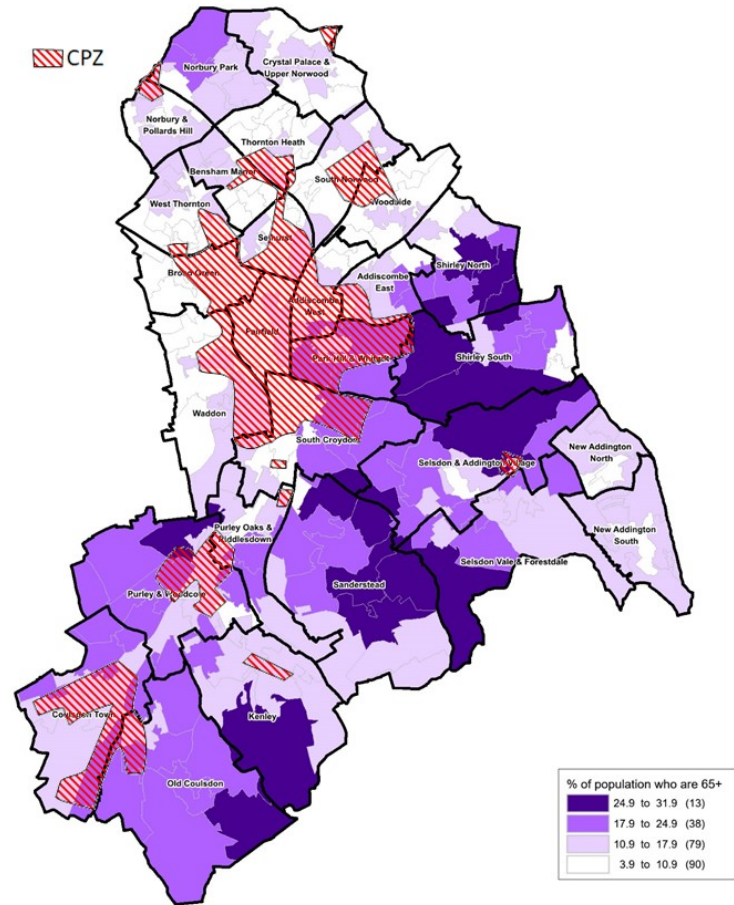 CPZ
Norbury Park
Crystal Palace &
Upper Norwood
Norbury &
Pollards Hill
Thornton Heath
Bensham Manor
South Norwood
West Thornton
Woodside
Selhurst
Broad Green
Addiscombe
East
Shirley North
Addiscombe
West
Fairfield
Park Hill & Whitgift
Shirley South
Waddon
South Croydon
Selsdon & Addington Village
New Addington
North
Purley Oaks &
Riddlesdown
New Addington
South
Selsdon Vale & Forestdale
Sanderstead
Purley & Woodcote
Coulsdon Town
Kenley
Old Coulsdon
% of population who are 65+
24.9 to 31.9 (13)
17.9 to 24.9 (38)
10.9 to 17.9 (79)
3.9 to 10.9 (90)